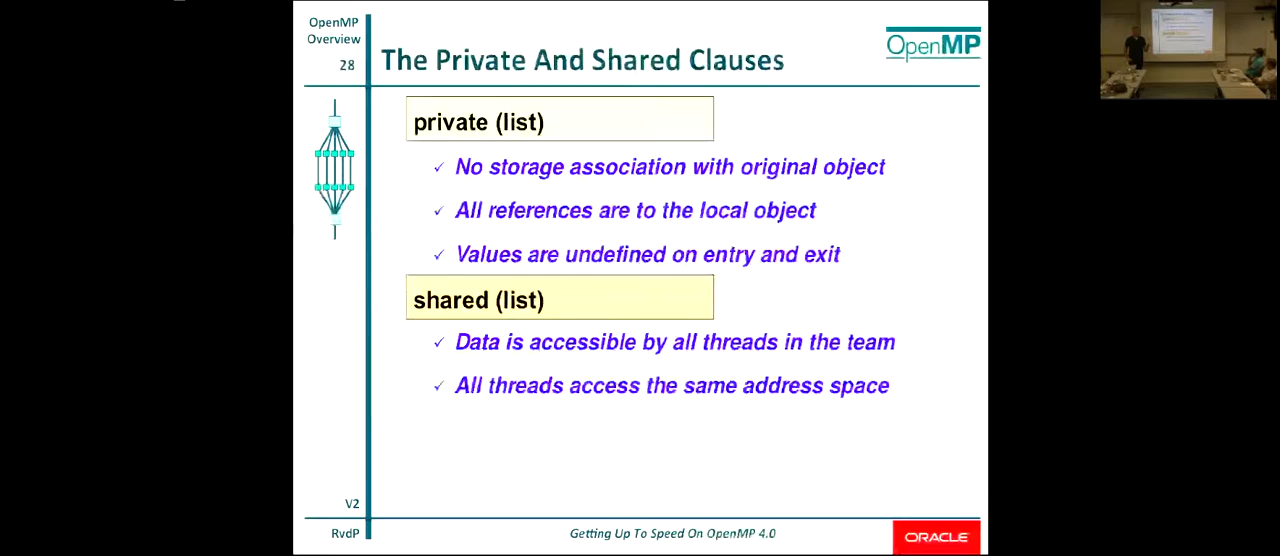 OpenMP
Overview
28
The Private And Shared Clauses
OpenMP
private (list)
✓ No storage association with original object
✓ All references are to the local object
✓ Values are undefined on entry and exit
shared (list)
✓ Data is accessible by all threads in the team
✓ All threads access the same address space
V2
RvdP
Getting Up To Speed On OpenMP 4.0
ORACLE